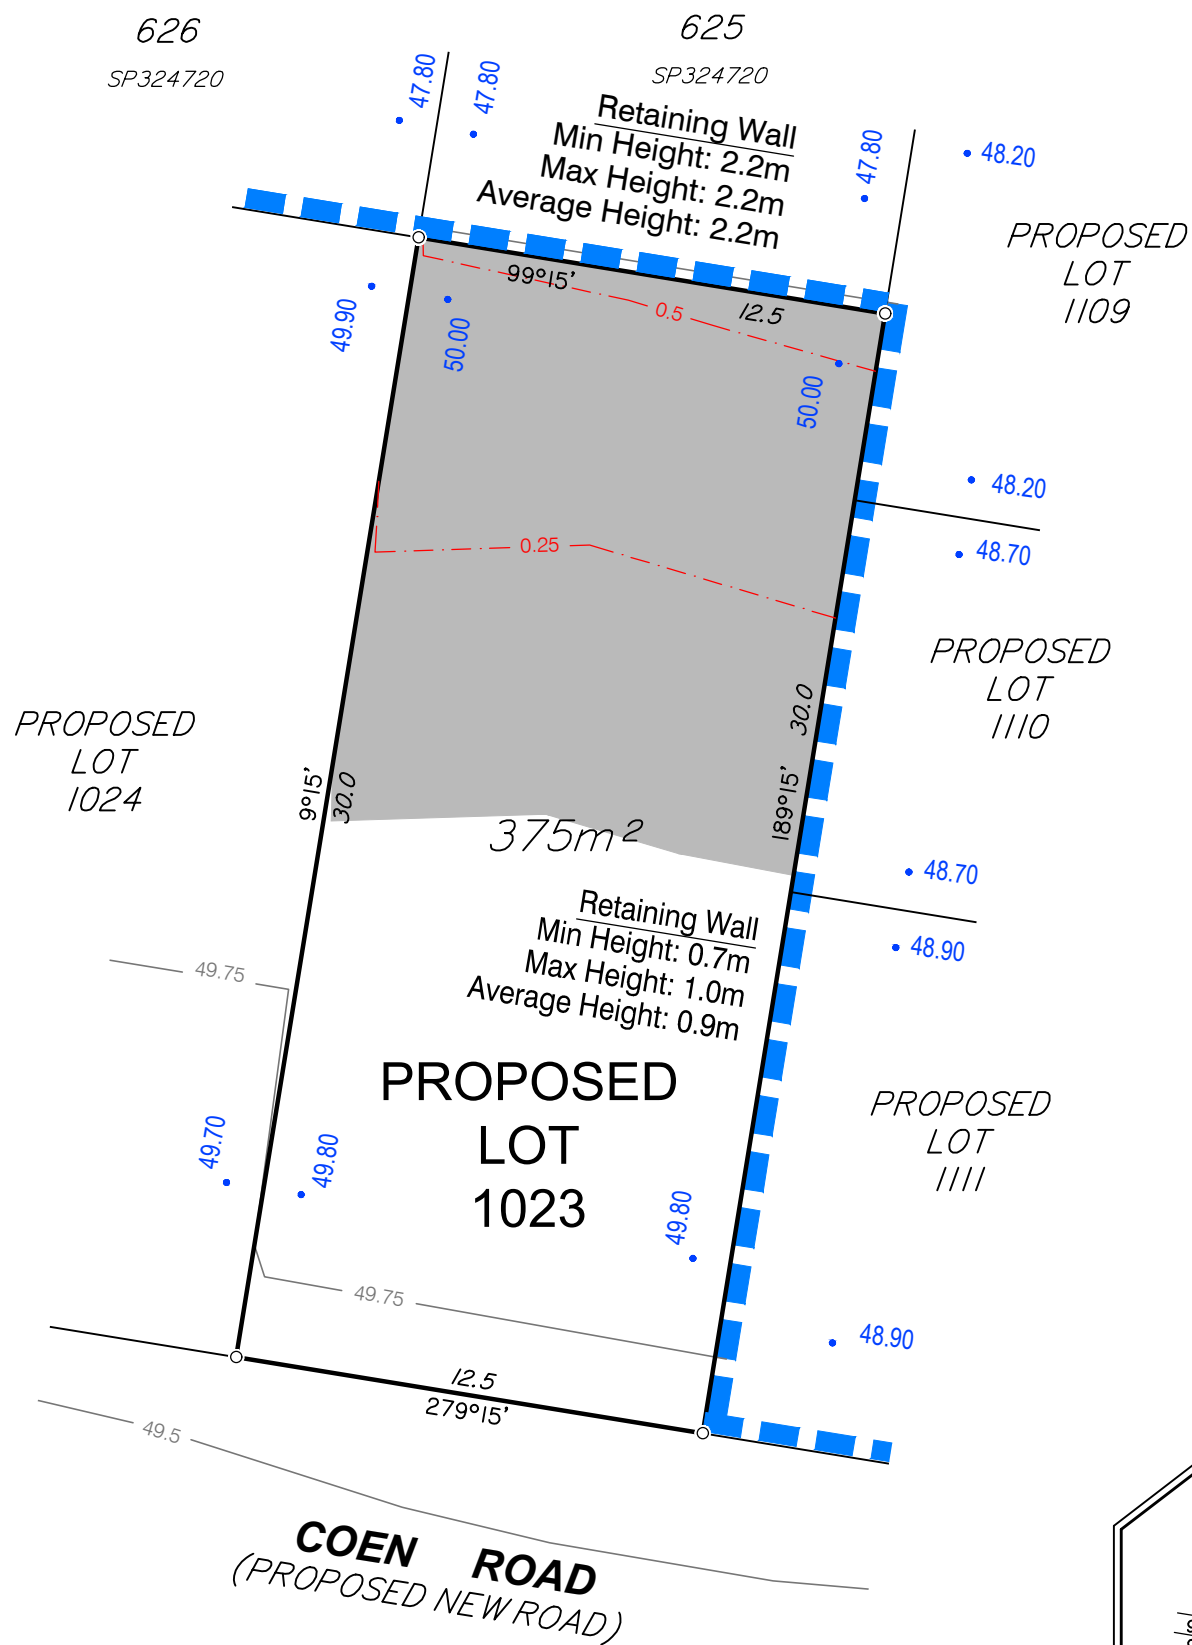 626
SP324720
625
SP324720
47.80
47.80
Retaining Wall
Min Height: 2.2m
Max Height: 2.2m
Average Height: 2.2m
47.80
48.20
PROPOSED
LOT
1109
99°15'
12.5
0.5
49.90
50.00
50.00
48.20
48.70
0.25
PROPOSED
LOT
1110
30.0
189°15'
PROPOSED
LOT
1024
9°15'
30.0
375m²
48.70
48.90
Retaining Wall
Min Height: 0.7m
Max Height: 1.0m
Average Height: 0.9m
49.75
PROPOSED
LOT
1023
PROPOSED
LOT
1111
49.70
49.80
49.80
49.75
48.90
12.5
279°15'
49.5
COEN ROAD
(PROPOSED NEW ROAD)